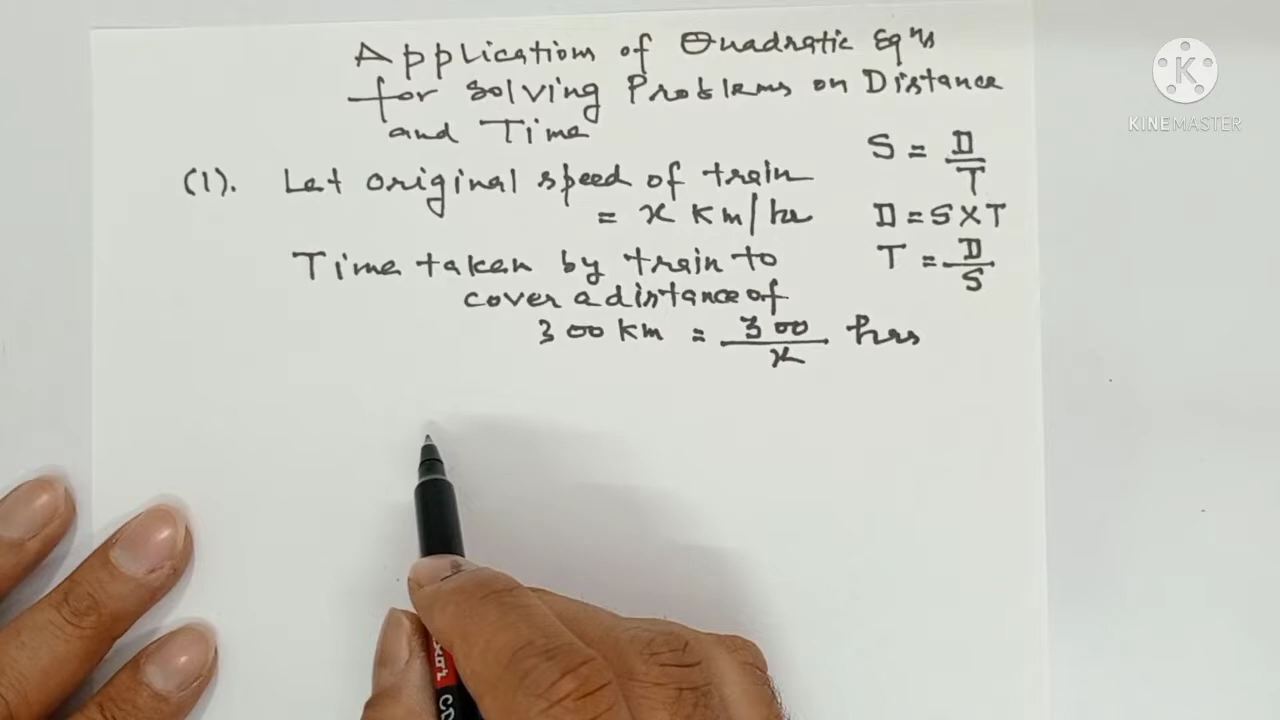 Application of Quadratic Eqns
for solving Problems on Distance
and Time
S = D/T
(1). Let original speed of train
= x km/hr
D = S X T
Time taken by train to
T = D/S
cover a distance of
300 km = 300/x hrs
K
KINEMASTER